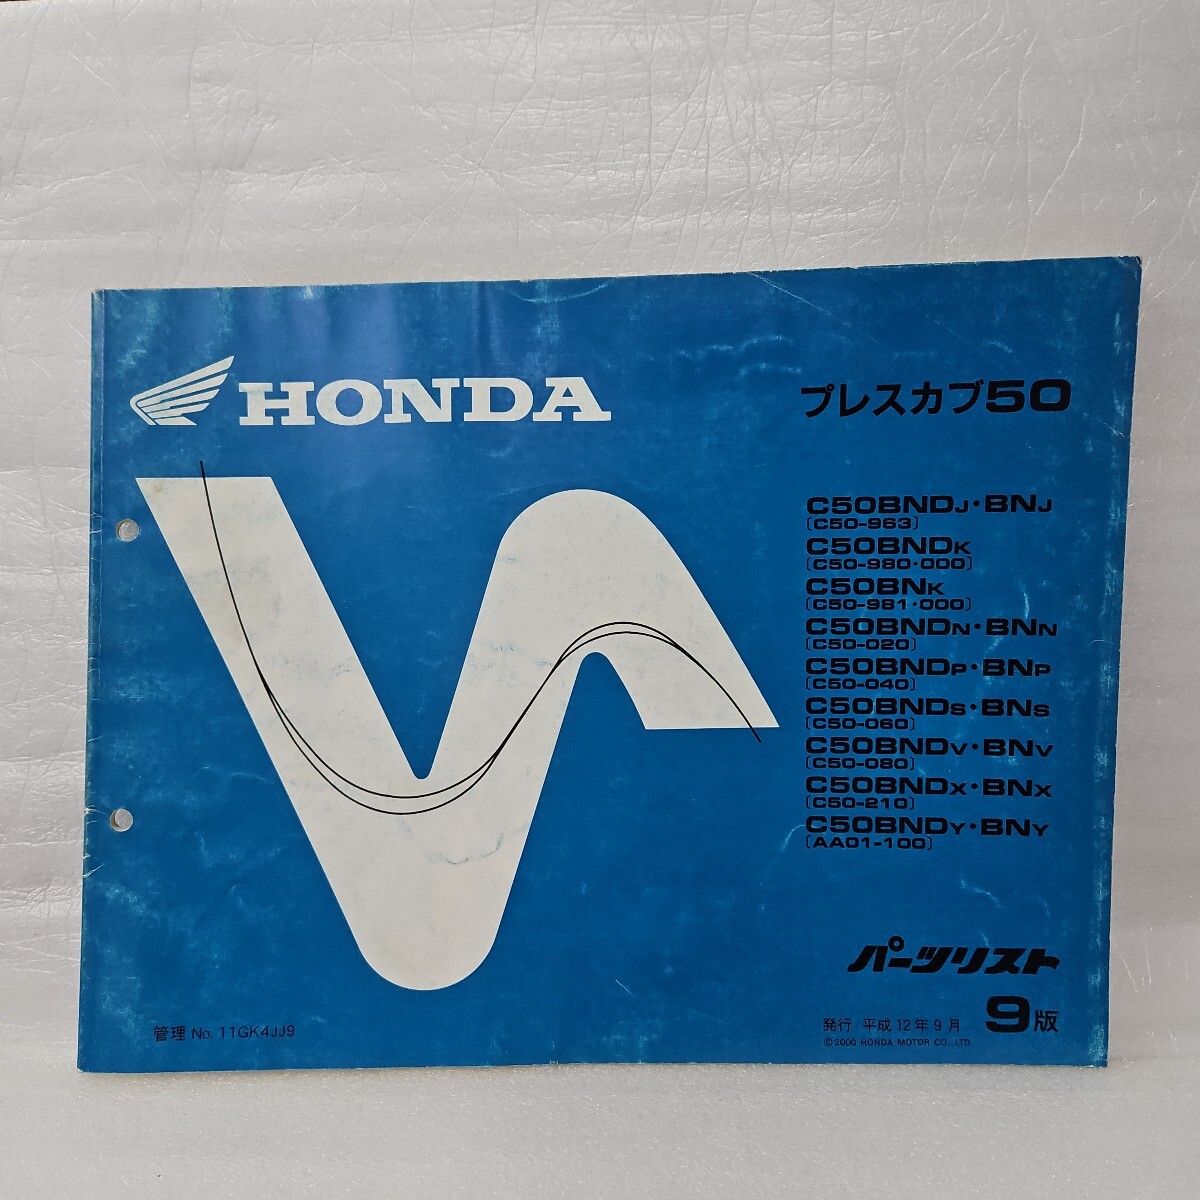 HONDA
プレスカブ50
C50BNDJ・BNJ
〔C50-963〕
C50BNDK
〔C50-980・000〕
C50BNK
〔C50-981・000〕
C50BNDN・BNN
〔C50-020〕
C50BNDP・BNP
〔C50-040〕
C50BNDS・BNS
〔C50-060〕
C50BNDV・BNV
〔C50-080〕
C50BNDX・BNX
〔C50-210〕
C50BNDY・BNY
〔AA01-100〕
パーツリスト
9版
発行 平成12年9月
©2000 HONDA MOTOR CO.,LTD.
管理 No. 11GK4JJ9